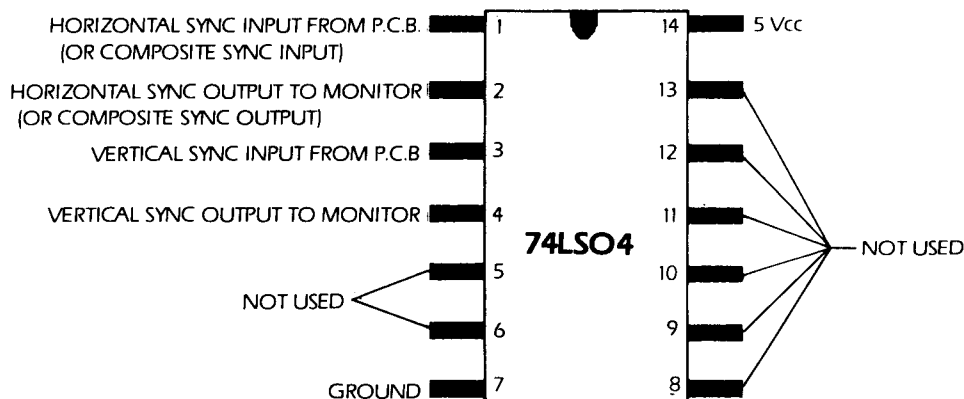 HORIZONTAL SYNC INPUT FROM P.C.B.
(OR COMPOSITE SYNC INPUT)
HORIZONTAL SYNC OUTPUT TO MONITOR
(OR COMPOSITE SYNC OUTPUT)
VERTICAL SYNC INPUT FROM P.C.B
VERTICAL SYNC OUTPUT TO MONITOR
NOT USED
GROUND
1
2
3
4
5
6
7
74LS04
14
13
12
11
10
9
8
5 Vcc
NOT USED